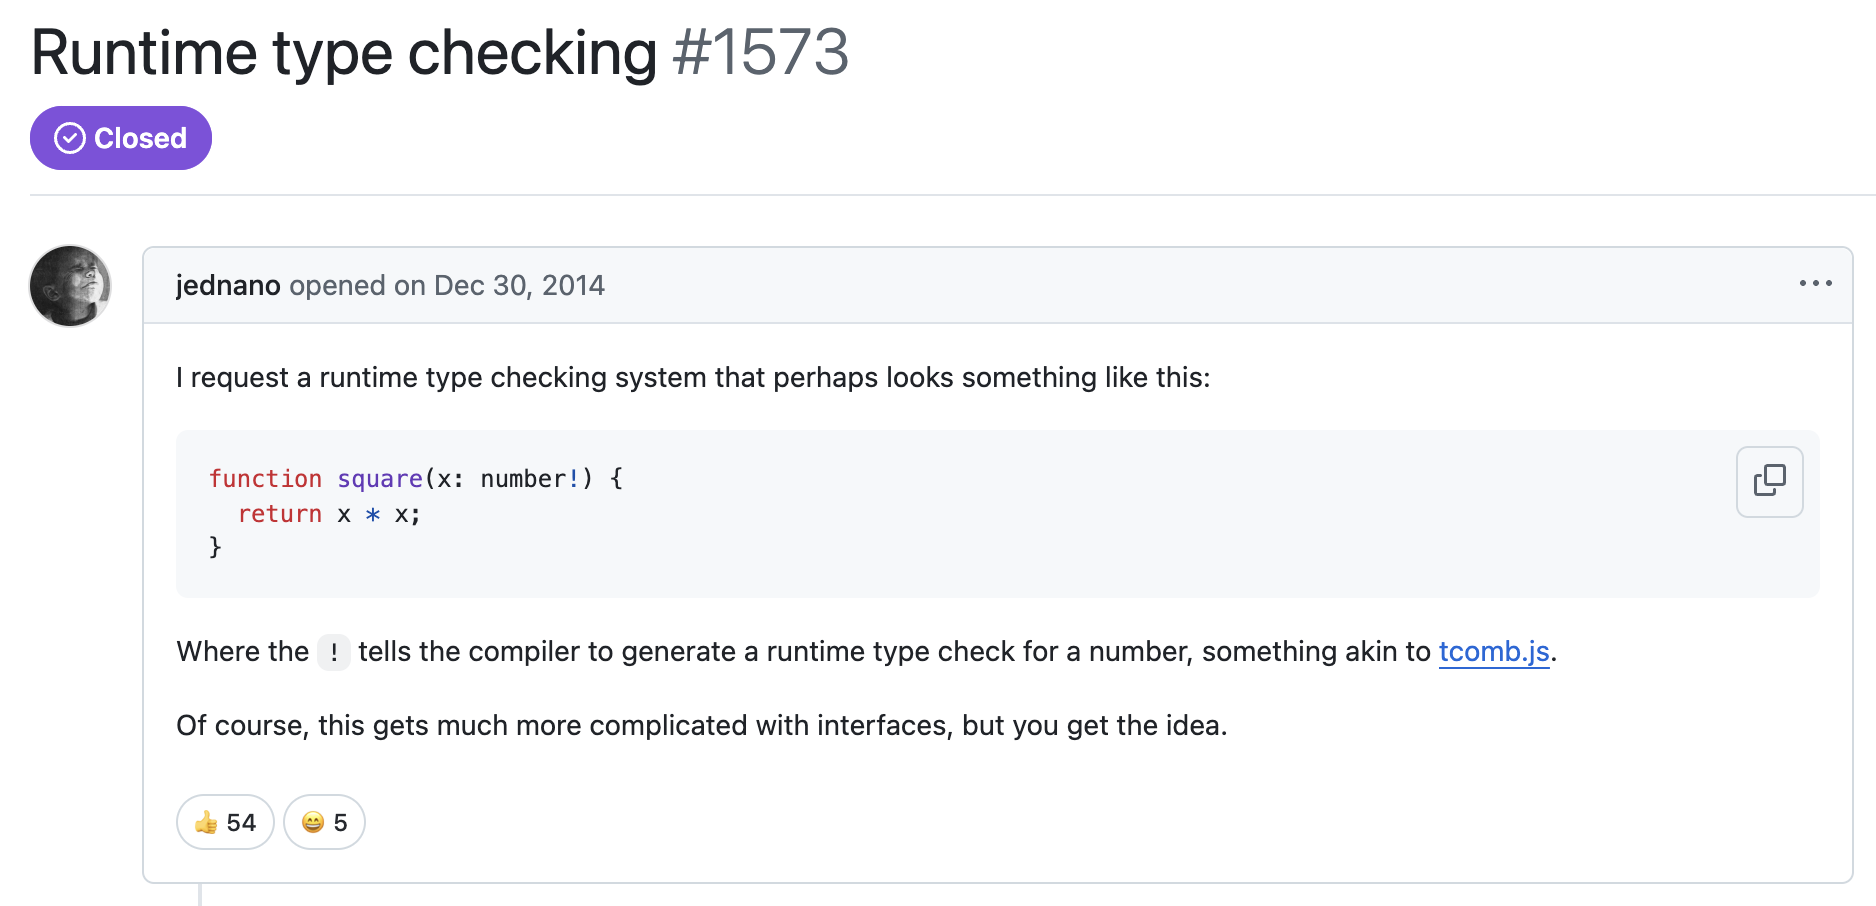 Runtime type checking #1573
Closed
jednano opened on Dec 30, 2014
I request a runtime type checking system that perhaps looks something like this:
function square(x: number!) {
  return x * x;
}
Where the ! tells the compiler to generate a runtime type check for a number, something akin to tcomb.js.
Of course, this gets much more complicated with interfaces, but you get the idea.
👍 54 😄 5